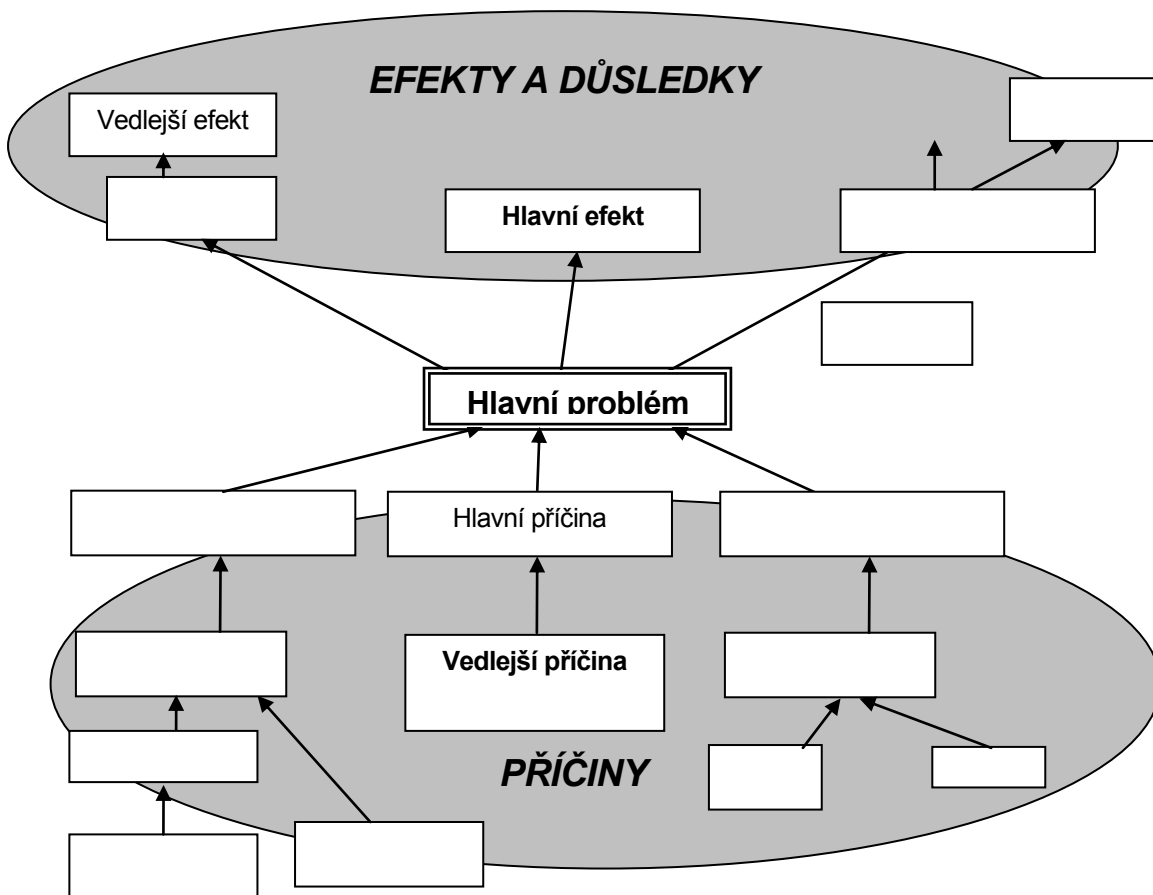 EFEKTY A DŮSLEDKY
Vedlejší efekt
Hlavní efekt
Hlavní problém
Hlavní příčina
Vedlejší příčina
PŘÍČINY